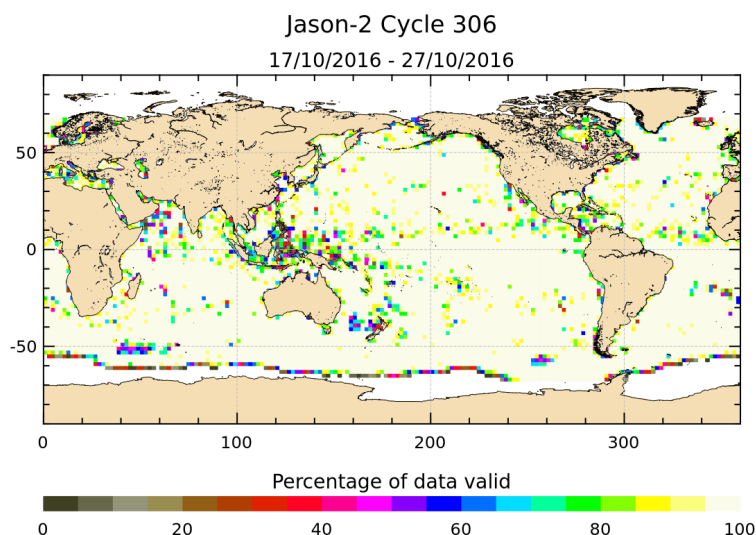 Jason-2 Cycle 306
17/10/2016 - 27/10/2016
50
0
-50
0 100 200 300
Percentage of data valid
0 20 40 60 80 100